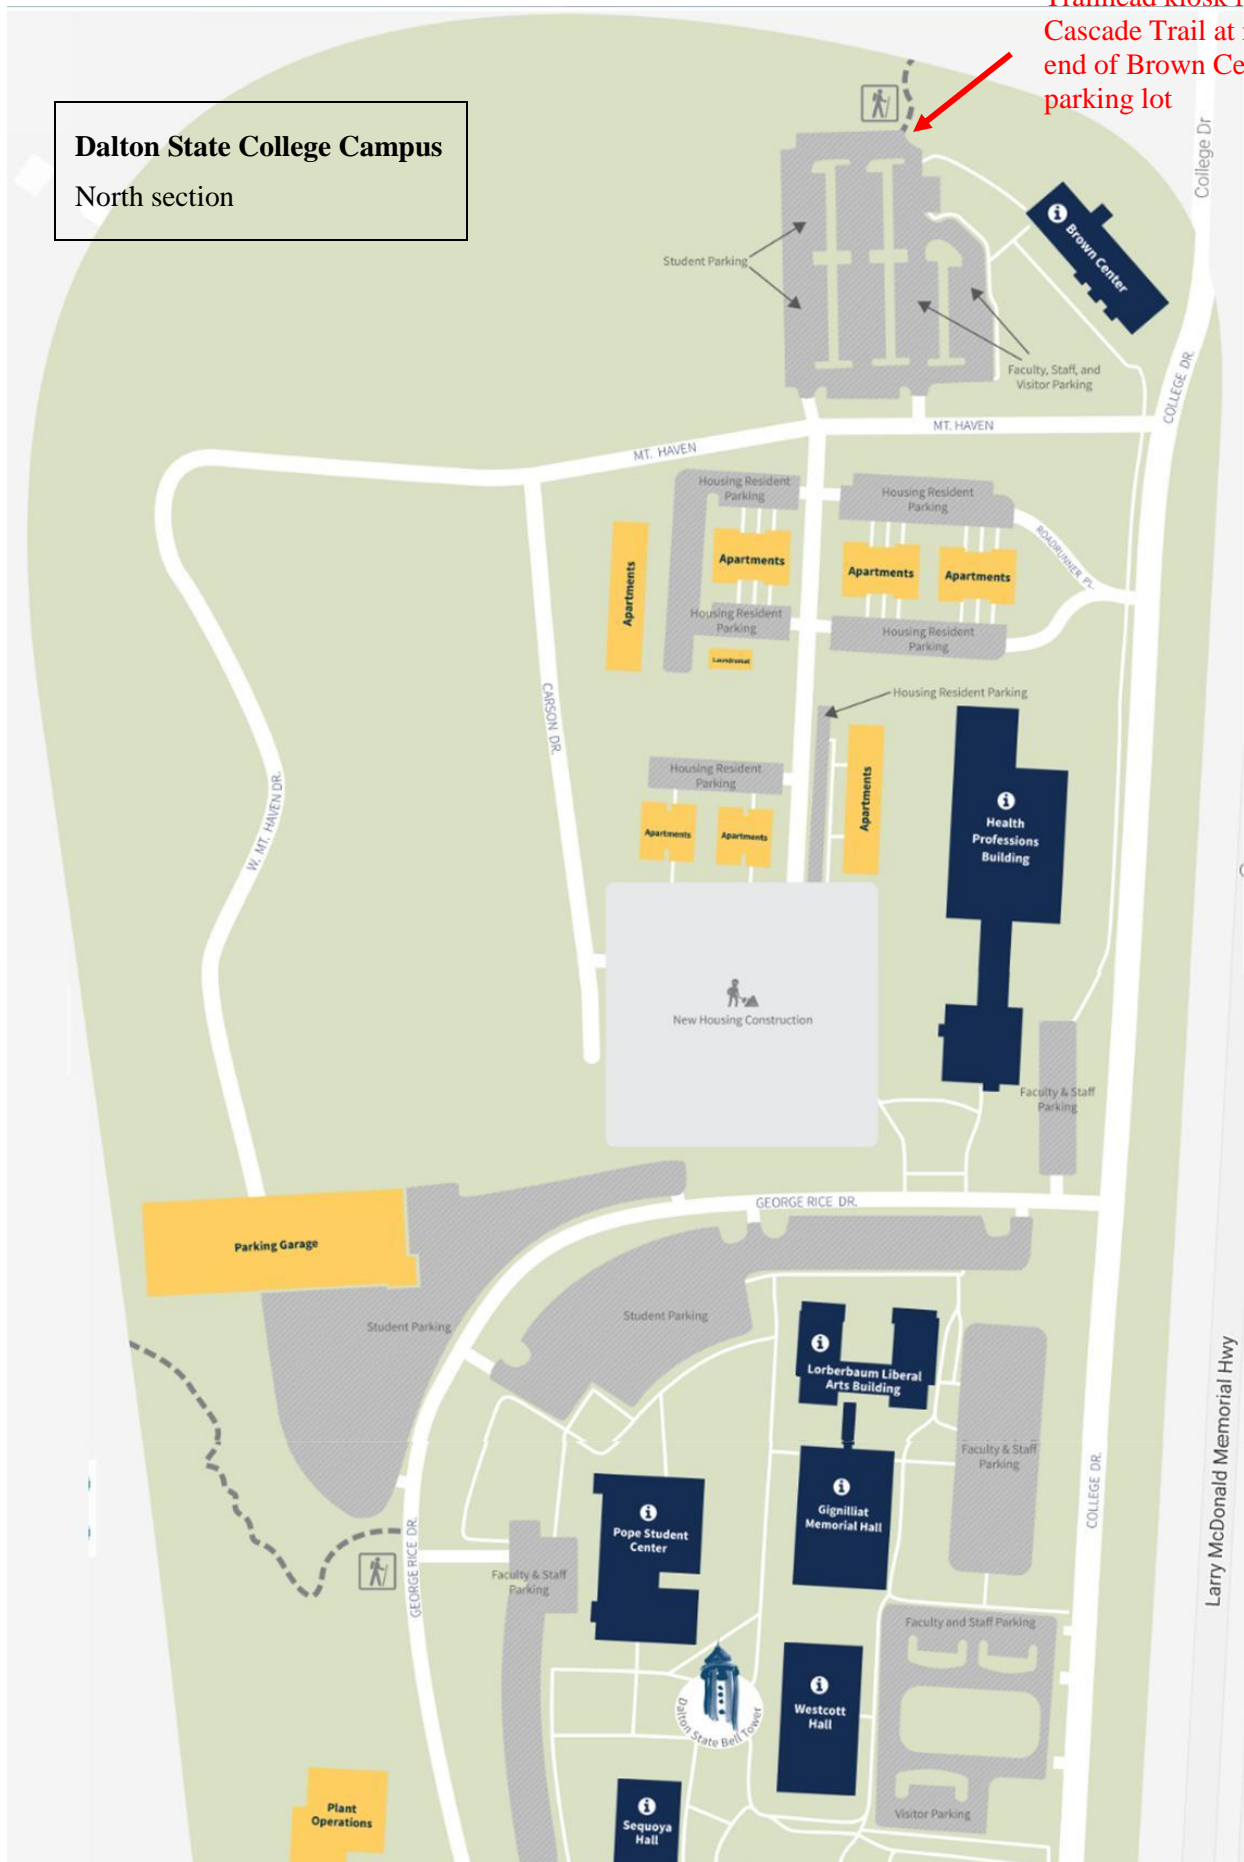 Cascade Trail at
end of Brown
parking lot
Dalton State College Campus
North section
College Dr
Brown Center
Student Parking
Faculty, Staff, and
Visitor Parking
COLLEGE DR.
MT. HAVEN
MT. HAVEN
Housing Resident
Parking
Housing Resident
Parking
ROADRUNNER PL.
Apartments
Apartments
Apartments
Apartments
Housing Resident
Parking
Housing Resident
Parking
Laundromat
Housing Resident Parking
CARSON DR.
Housing Resident
Parking
W. MT. HAVEN DR.
Apartments
Apartments
Apartments
Health
Professions
Building
New Housing Construction
Faculty & Staff
Parking
GEORGE RICE DR.
Parking Garage
Student Parking
Student Parking
Lorberbaum Liberal
Arts Building
Faculty & Staff
Parking
Larry McDonald Memorial Hwy
COLLEGE DR.
Gignilliat
Memorial Hall
Pope Student
Center
GEORGE RICE DR.
Faculty & Staff
Parking
Faculty and Staff Parking
Dalton State Bell Tower
Westcott
Hall
Visitor Parking
Plant
Operations
Sequoya
Hall